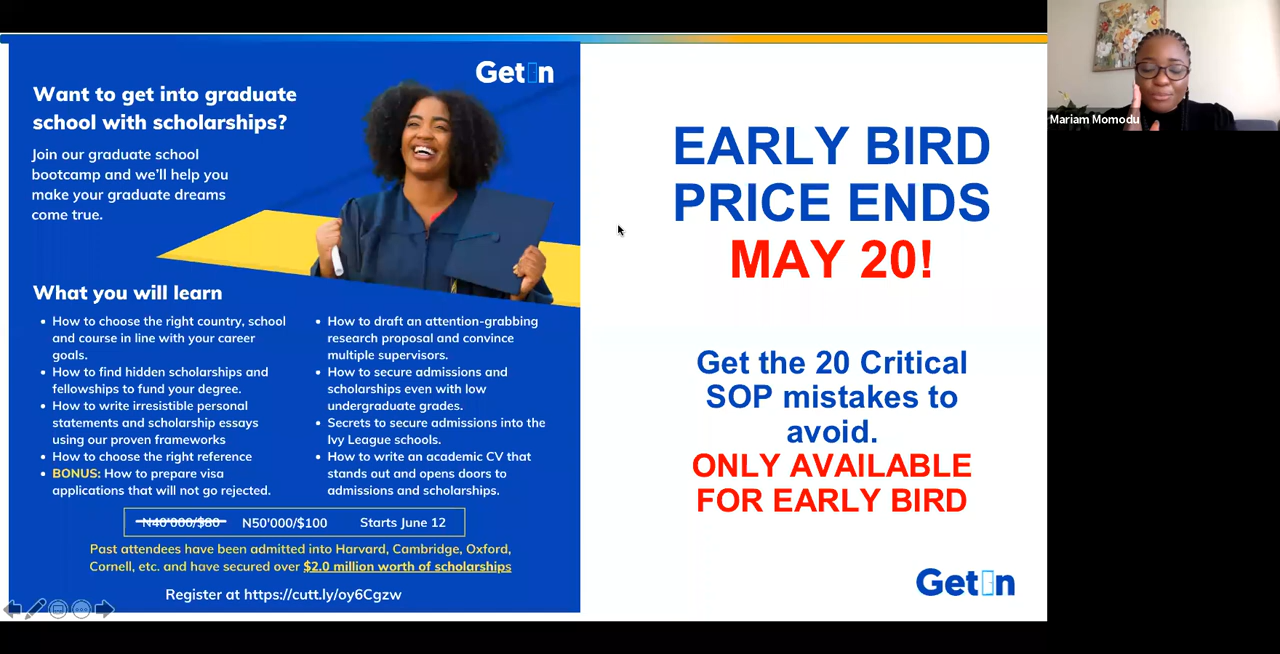 GetIn
Want to get into graduate
school with scholarships?
Join our graduate school
bootcamp and we'll help you
make your graduate dreams
come true.
What you will learn
• How to choose the right country, school
and course in line with your career
goals.
• How to find hidden scholarships and
fellowships to fund your degree.
• How to write irresistible personal
statements and scholarship essays
using our proven frameworks
• How to choose the right reference
• BONUS: How to prepare visa
applications that will not go rejected.
• How to draft an attention-grabbing
research proposal and convince
multiple supervisors.
• How to secure admissions and
scholarships even with low
undergraduate grades.
• Secrets to secure admissions into the
Ivy League schools.
• How to write an academic CV that
stands out and opens doors to
admissions and scholarships.
N40'000/$80 N50'000/$100 Starts June 12
Past attendees have been admitted into Harvard, Cambridge, Oxford,
Cornell, etc. and have secured over $2.0 million worth of scholarships
Register at https://cutt.ly/oy6Cgzw
EARLY BIRD
PRICE ENDS
MAY 20!
Get the 20 Critical
SOP mistakes to
avoid.
ONLY AVAILABLE
FOR EARLY BIRD
GetIn
Mariam Momodu